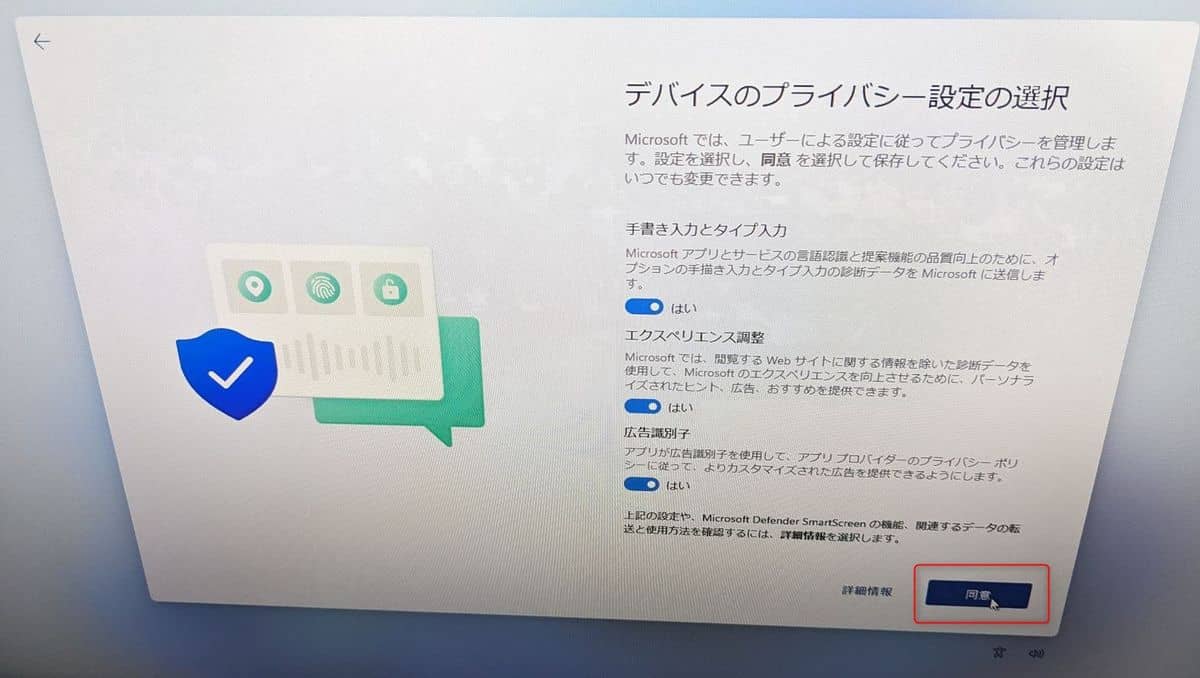 デバイスのプライバシー設定の選択
Microsoft では、ユーザーによる設定に従ってプライバシーを管理しま
す。設定を選択し、同意 を選択して保存してください。これらの設定は
いつでも変更できます。
手書き入力とタイプ入力
Microsoft アプリとサービスの言語認識と提案機能の品質向上のために、オ
プションの手描き入力とタイプ入力の診断データを Microsoft に送信しま
す。
はい
エクスペリエンス調整
Microsoft では、閲覧する Web サイトに関する情報を除いた診断データを
使用して、Microsoft のエクスペリエンスを向上させるために、パーソナラ
イズされたヒント、広告、おすすめを提供できます。
はい
広告識別子
アプリが広告識別子を使用して、アプリ プロバイダーのプライバシー ポリ
シーに従って、よりカスタマイズされた広告を提供できるようにします。
はい
上記の設定や、Microsoft Defender SmartScreen の機能、関連するデータの転
送と使用方法を確認するには、詳細情報を選択します。
詳細情報
同意